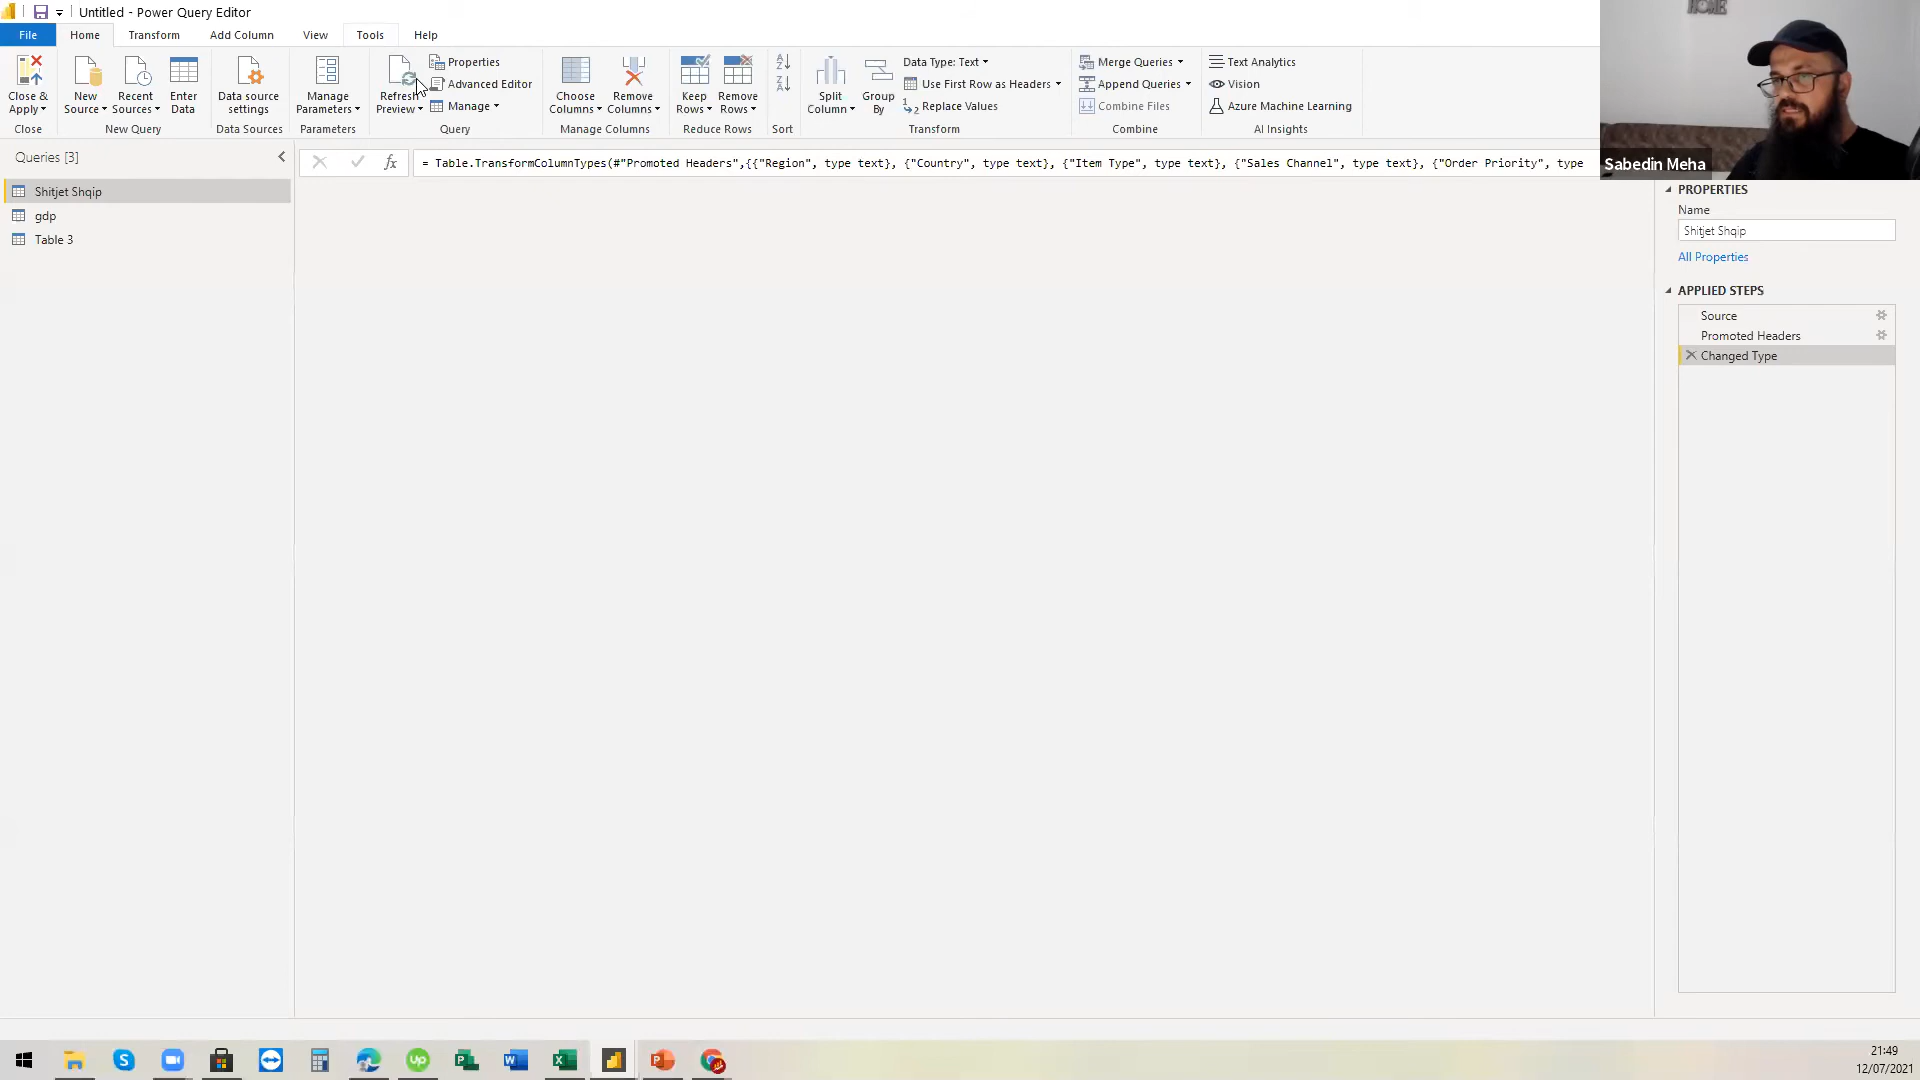 Untitled - Power Query Editor
File Home Transform Add Column View Tools Help
Close & Apply
Close
New Source
Recent Sources
Enter Data
New Query
Data source settings
Data Sources
Manage Parameters
Parameters
Refresh Preview
Properties
Advanced Editor
Manage
Query
Choose Columns
Remove Columns
Manage Columns
Keep Rows
Remove Rows
Reduce Rows
Sort
Split Column
Group By
Data Type: Text
Use First Row as Headers
Replace Values
Transform
Merge Queries
Append Queries
Combine Files
Combine
Text Analytics
Vision
Azure Machine Learning
AI Insights
HOME
Sabedin Meha
Queries [3]
fx
= Table.TransformColumnTypes(#"Promoted Headers",{{"Region", type text}, {"Country", type text}, {"Item Type", type text}, {"Sales Channel", type text}, {"Order Priority", type
Shitjet Shqip
gdp
Table 3
PROPERTIES
Name
Shitjet Shqip
All Properties
APPLIED STEPS
Source
Promoted Headers
Changed Type
21:49
12/07/2021